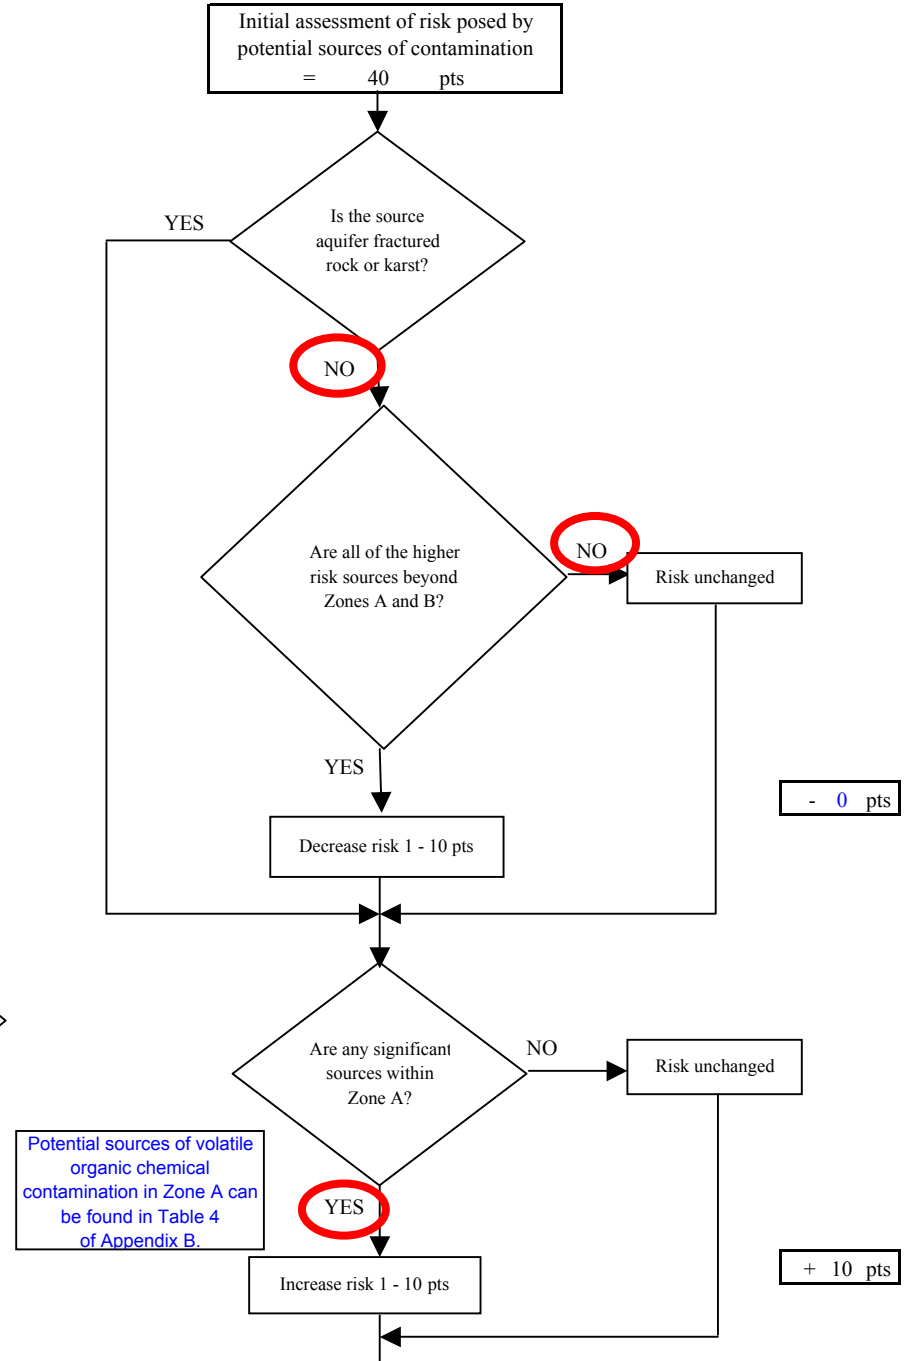 Initial assessment of risk posed by
potential sources of contamination
= 40 pts
YES
Is the source
aquifer fractured
rock or karst?
NO
Are all of the higher
risk sources beyond
Zones A and B?
NO
Risk unchanged
YES
- 0 pts
Decrease risk 1 - 10 pts
Are any significant
sources within
Zone A?
NO
Risk unchanged
Potential sources of volatile
organic chemical
contamination in Zone A can
be found in Table 4
of Appendix B.
YES
+ 10 pts
Increase risk 1 - 10 pts